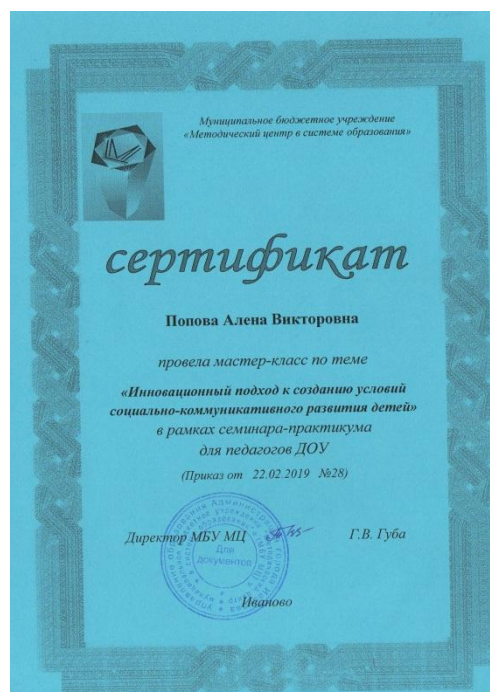 Муниципальное бюджетное учреждение
«Методический центр в системе образования»
сертификат
Попова Алена Викторовна
провела мастер-класс по теме
«Инновационный подход к созданию условий
социально-коммуникативного развития детей»
в рамках семинара-практикума
для педагогов ДОУ
(Приказ от 22.02.2019 №28)
Директор МБУ МЦ Г.В. Губа
Для
документов
Иваново